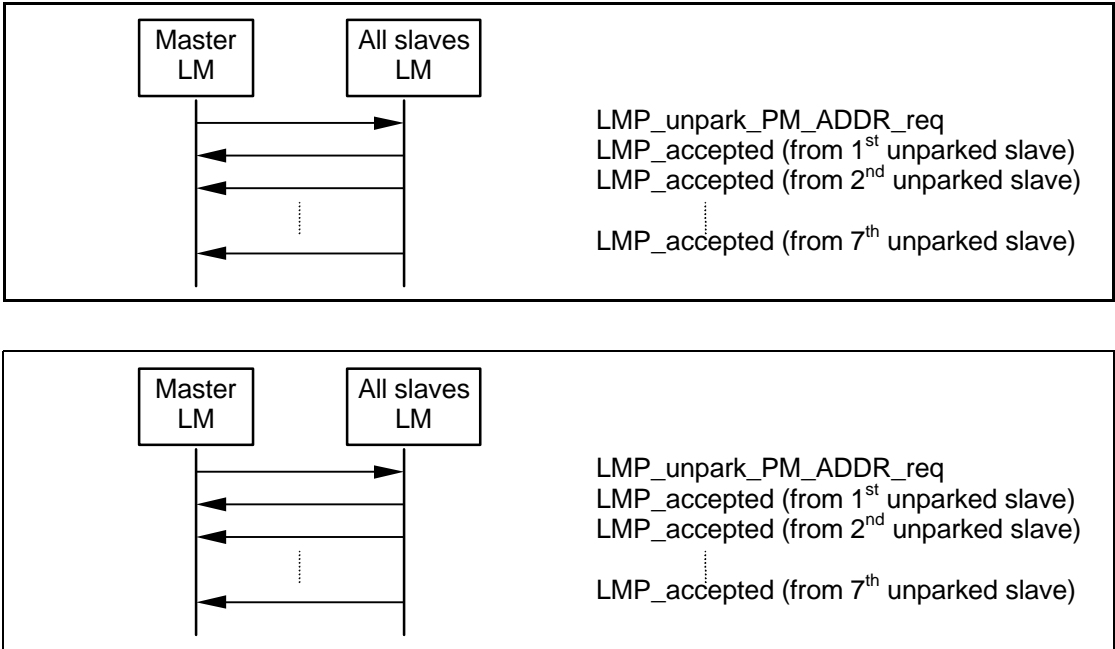 Master
LM
All slaves
LM
LMP_unpark_PM_ADDR_req
LMP_accepted (from 1st unparked slave)
LMP_accepted (from 2nd unparked slave)
LMP_accepted (from 7th unparked slave)
Master
LM
All slaves
LM
LMP_unpark_PM_ADDR_req
LMP_accepted (from 1st unparked slave)
LMP_accepted (from 2nd unparked slave)
LMP_accepted (from 7th unparked slave)